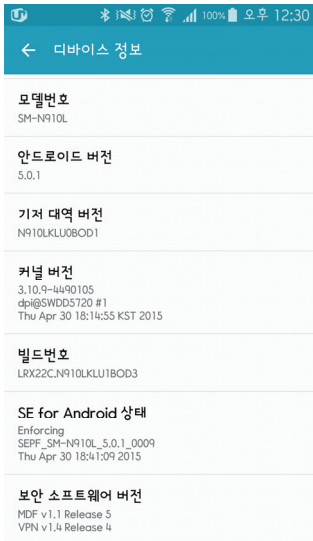 100% 오후 12:30
← 디바이스 정보
모델번호
SM-N910L
안드로이드 버전
5.0.1
기저 대역 버전
N910LKLU0BOD1
커널 버전
3.10.9-4490105
dpi@SWDD5720 #1
Thu Apr 30 18:14:55 KST 2015
빌드번호
LRX22C.N910LKLU1BOD3
SE for Android 상태
Enforcing
SEPF_SM-N910L_5.0.1_0009
Thu Apr 30 18:41:09 2015
보안 소프트웨어 버전
MDF v1.1 Release 5
VPN v1.4 Release 4